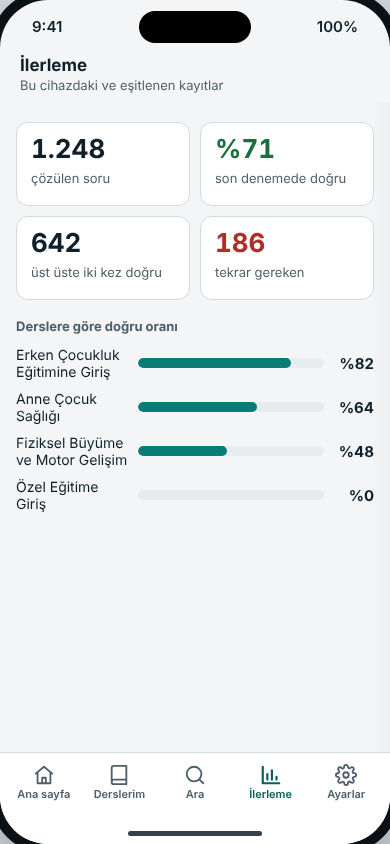 9:41
100%
İlerleme
Bu cihazdaki ve eşitlenen kayıtlar
1.248
çözülen soru
%71
son denemede doğru
642
üst üste iki kez doğru
186
tekrar gereken
Derslere göre doğru oranı
Erken Çocukluk
Eğitimine Giriş
%82
Anne Çocuk
Sağlığı
%64
Fiziksel Büyüme
ve Motor Gelişim
%48
Özel Eğitime
Giriş
%0
Ana sayfa
Derslerim
Ara
İlerleme
Ayarlar